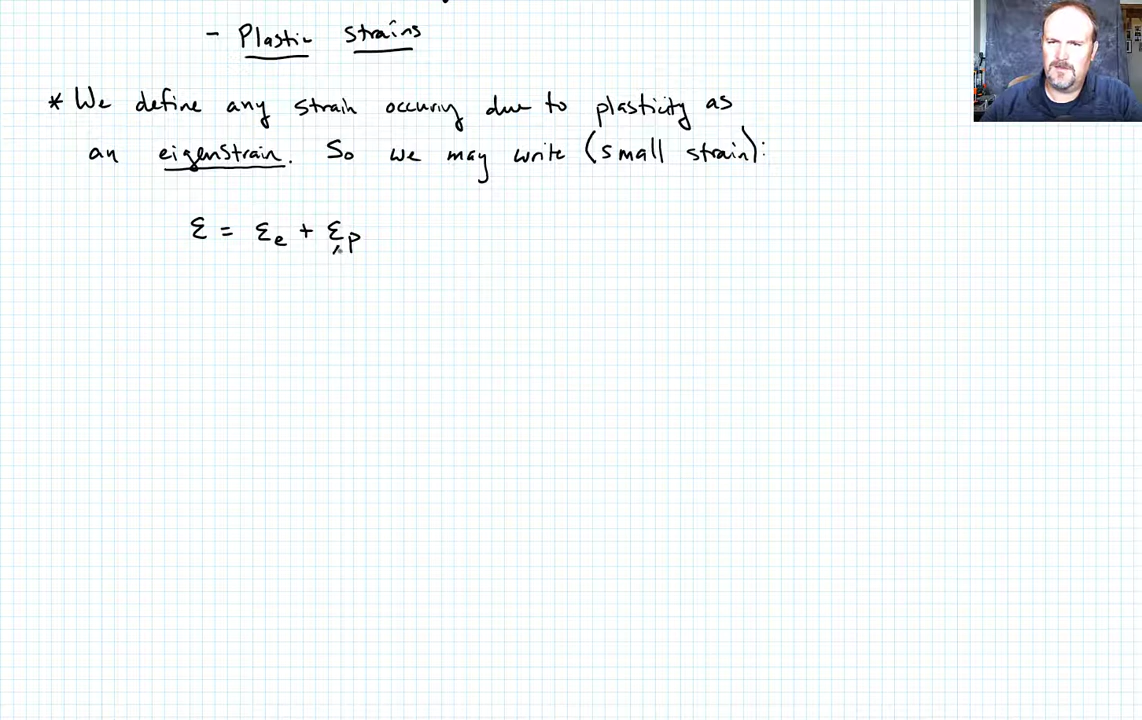 - Plastic Strains
* We define any strain occuring due to plasticity as
an eigenstrain. So we may write (small strain):
ε = εe + εp